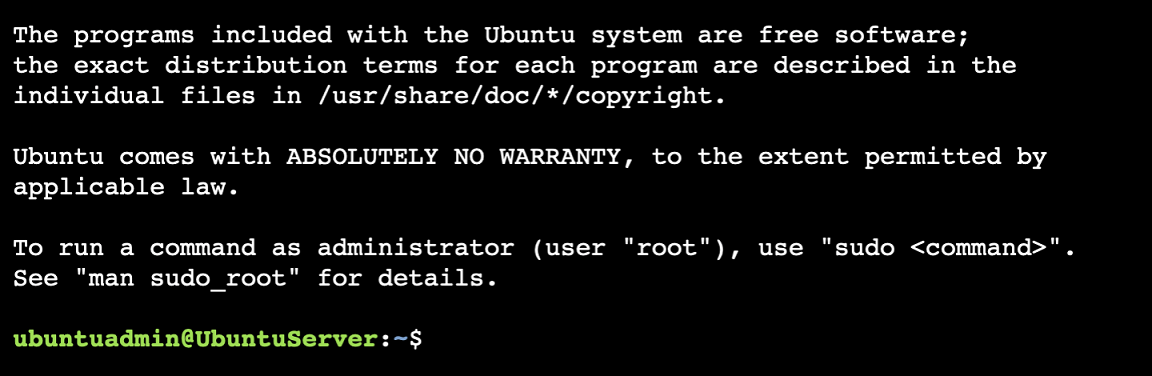 The programs included with the Ubuntu system are free software;
the exact distribution terms for each program are described in the
individual files in /usr/share/doc/*/copyright.
Ubuntu comes with ABSOLUTELY NO WARRANTY, to the extent permitted by
applicable law.
To run a command as administrator (user "root"), use "sudo <command>".
See "man sudo_root" for details.
ubuntuadmin@UbuntuServer:~$